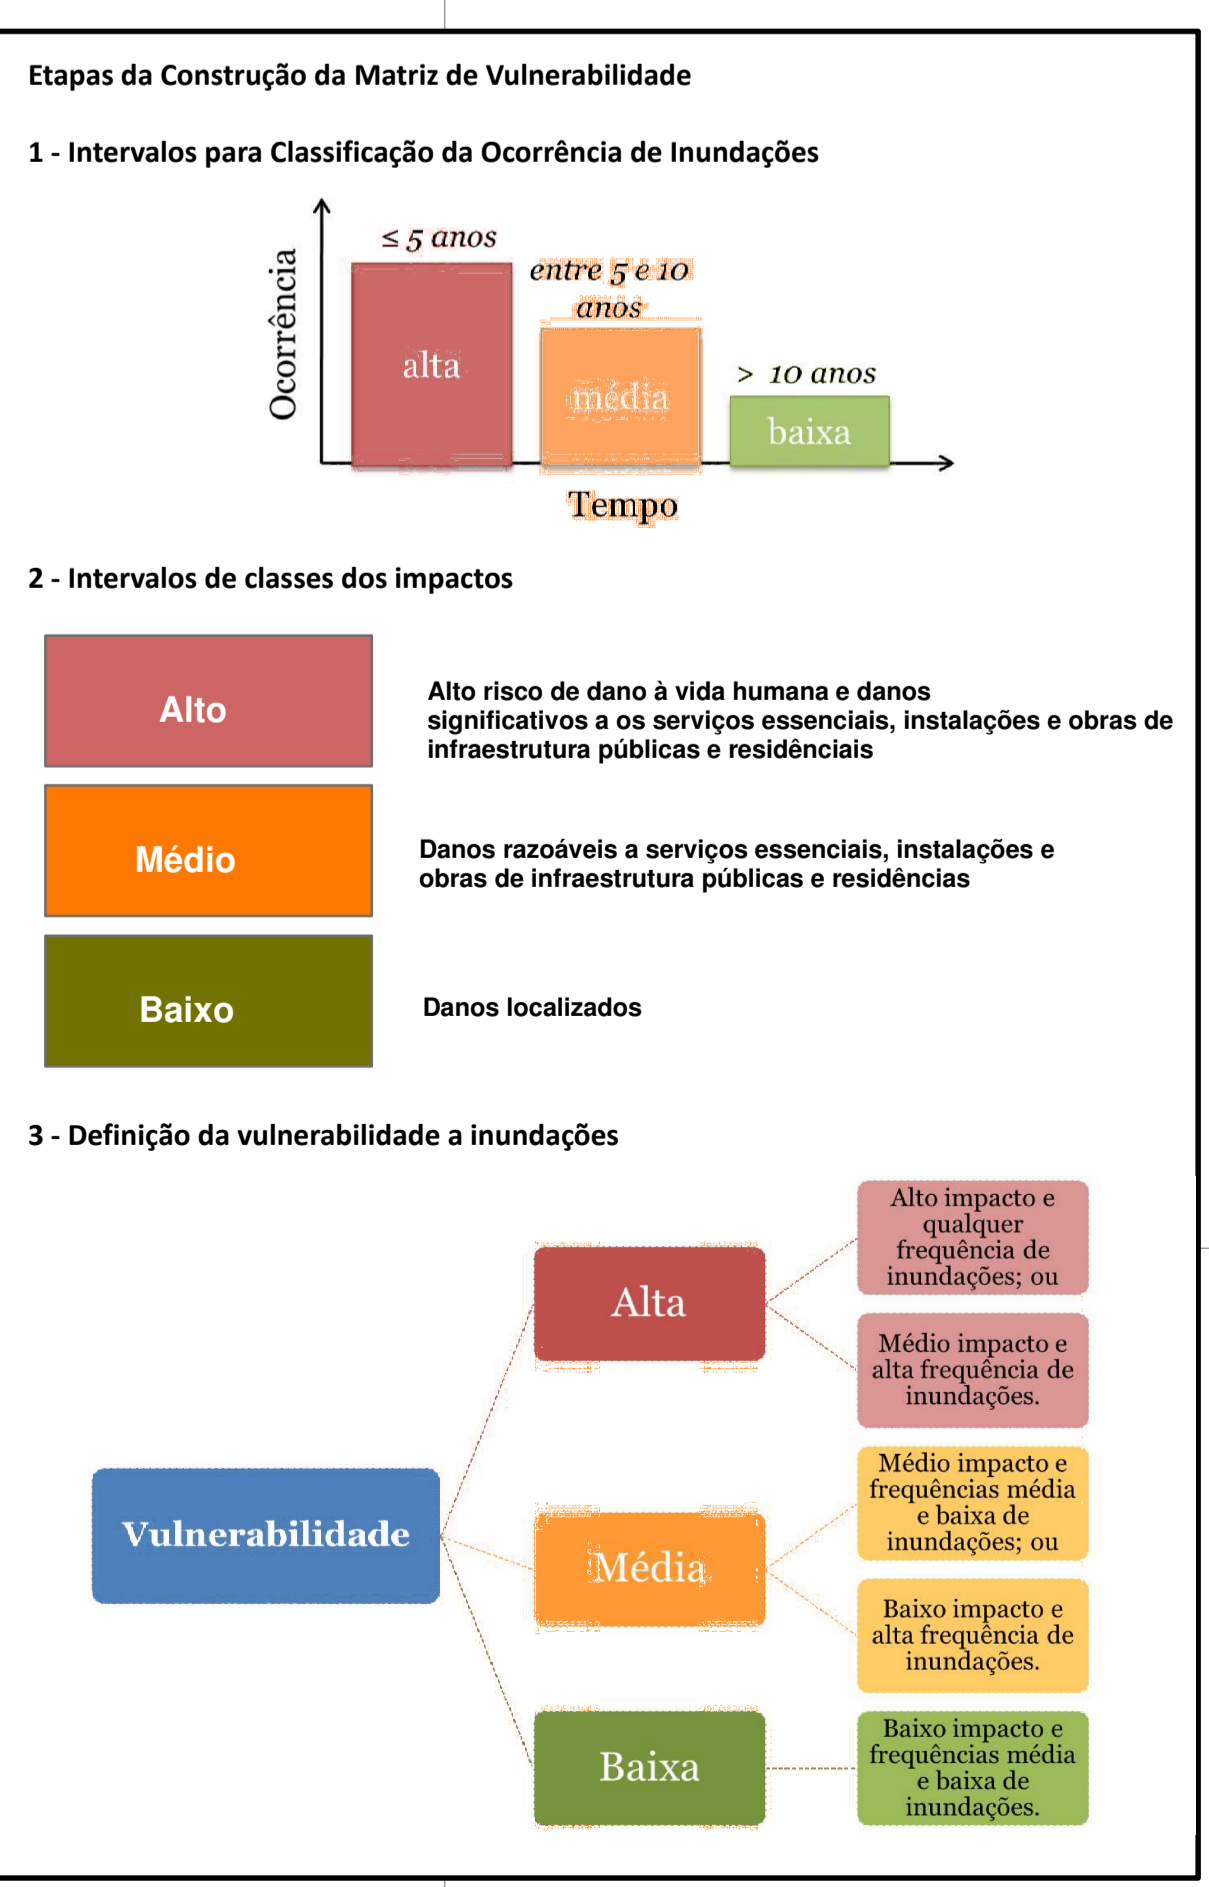 Etapas da Construção da Matriz de Vulnerabilidade
1 - Intervalos para Classificação da Ocorrência de Inundações
Ocorrência
≤ 5 anos
entre 5 e 10
anos
> 10 anos
alta
média
baixa
Tempo
2 - Intervalos de classes dos impactos
Alto
Alto risco de dano à vida humana e danos
significativos a os serviços essenciais, instalações e obras de
infraestrutura públicas e residênciais
Médio
Danos razoáveis a serviços essenciais, instalações e
obras de infraestrutura públicas e residências
Baixo
Danos localizados
3 - Definição da vulnerabilidade a inundações
Vulnerabilidade
Alta
Alto impacto e
qualquer
frequência de
inundações; ou
Médio impacto e
alta frequência de
inundações.
Média
Médio impacto e
frequências média
e baixa de
inundações; ou
Baixo impacto e
alta frequência de
inundações.
Baixa
Baixo impacto e
frequências média
e baixa de
inundações.